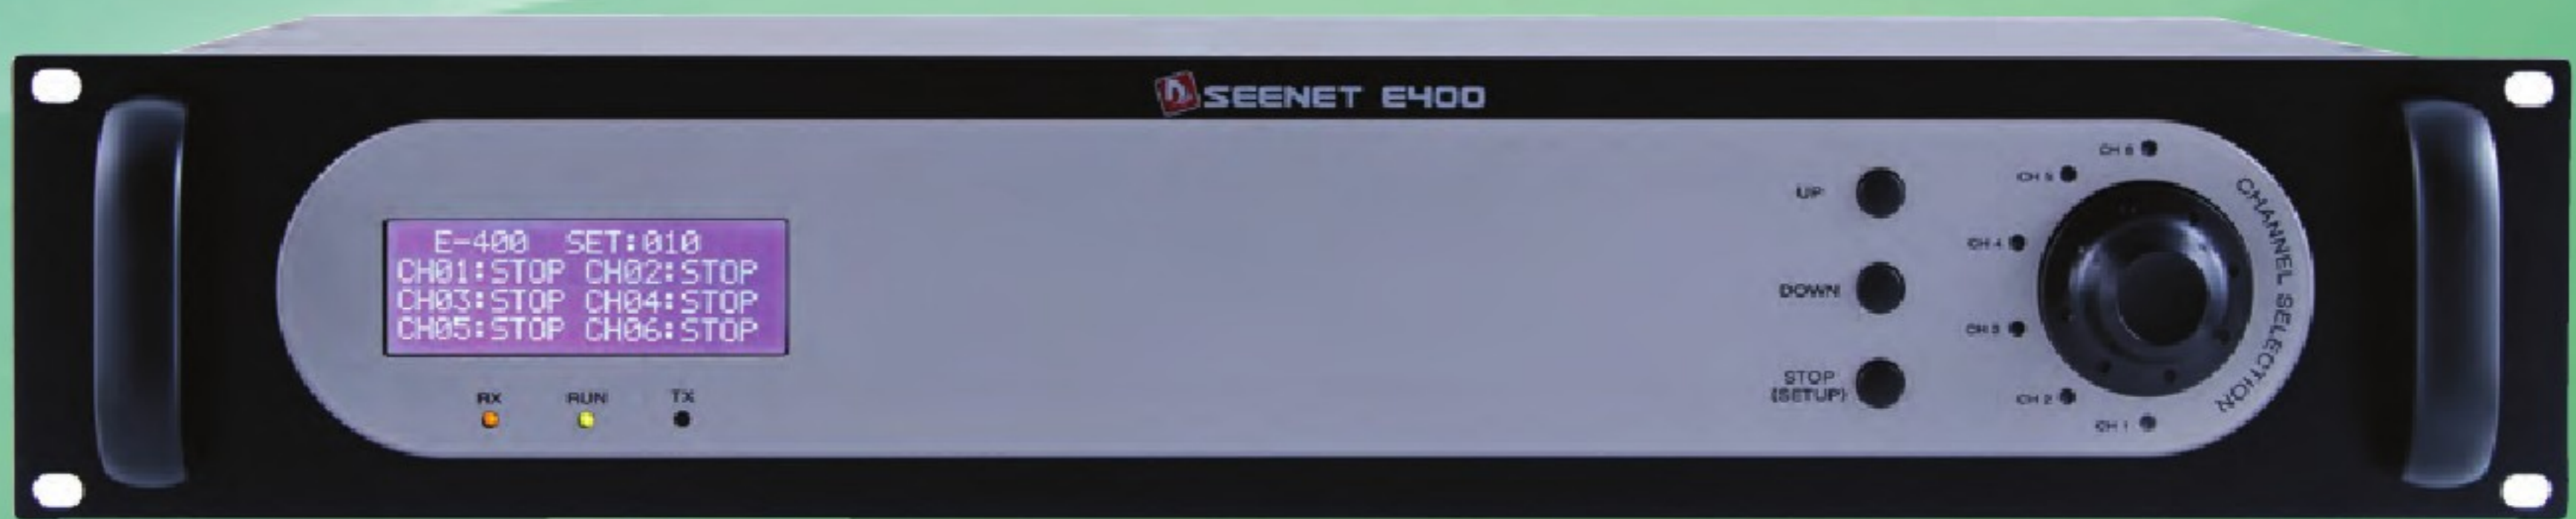 SEENET E400
E-400 SET:010
CH01:STOP CH02:STOP
CH03:STOP CH04:STOP
CH05:STOP CH06:STOP
RX RUN TX
UP
DOWN
STOP
(SETUP)
CH 6
CH 5
CH 4
CH 3
CH 2
CH 1
CHANNEL SELECTION